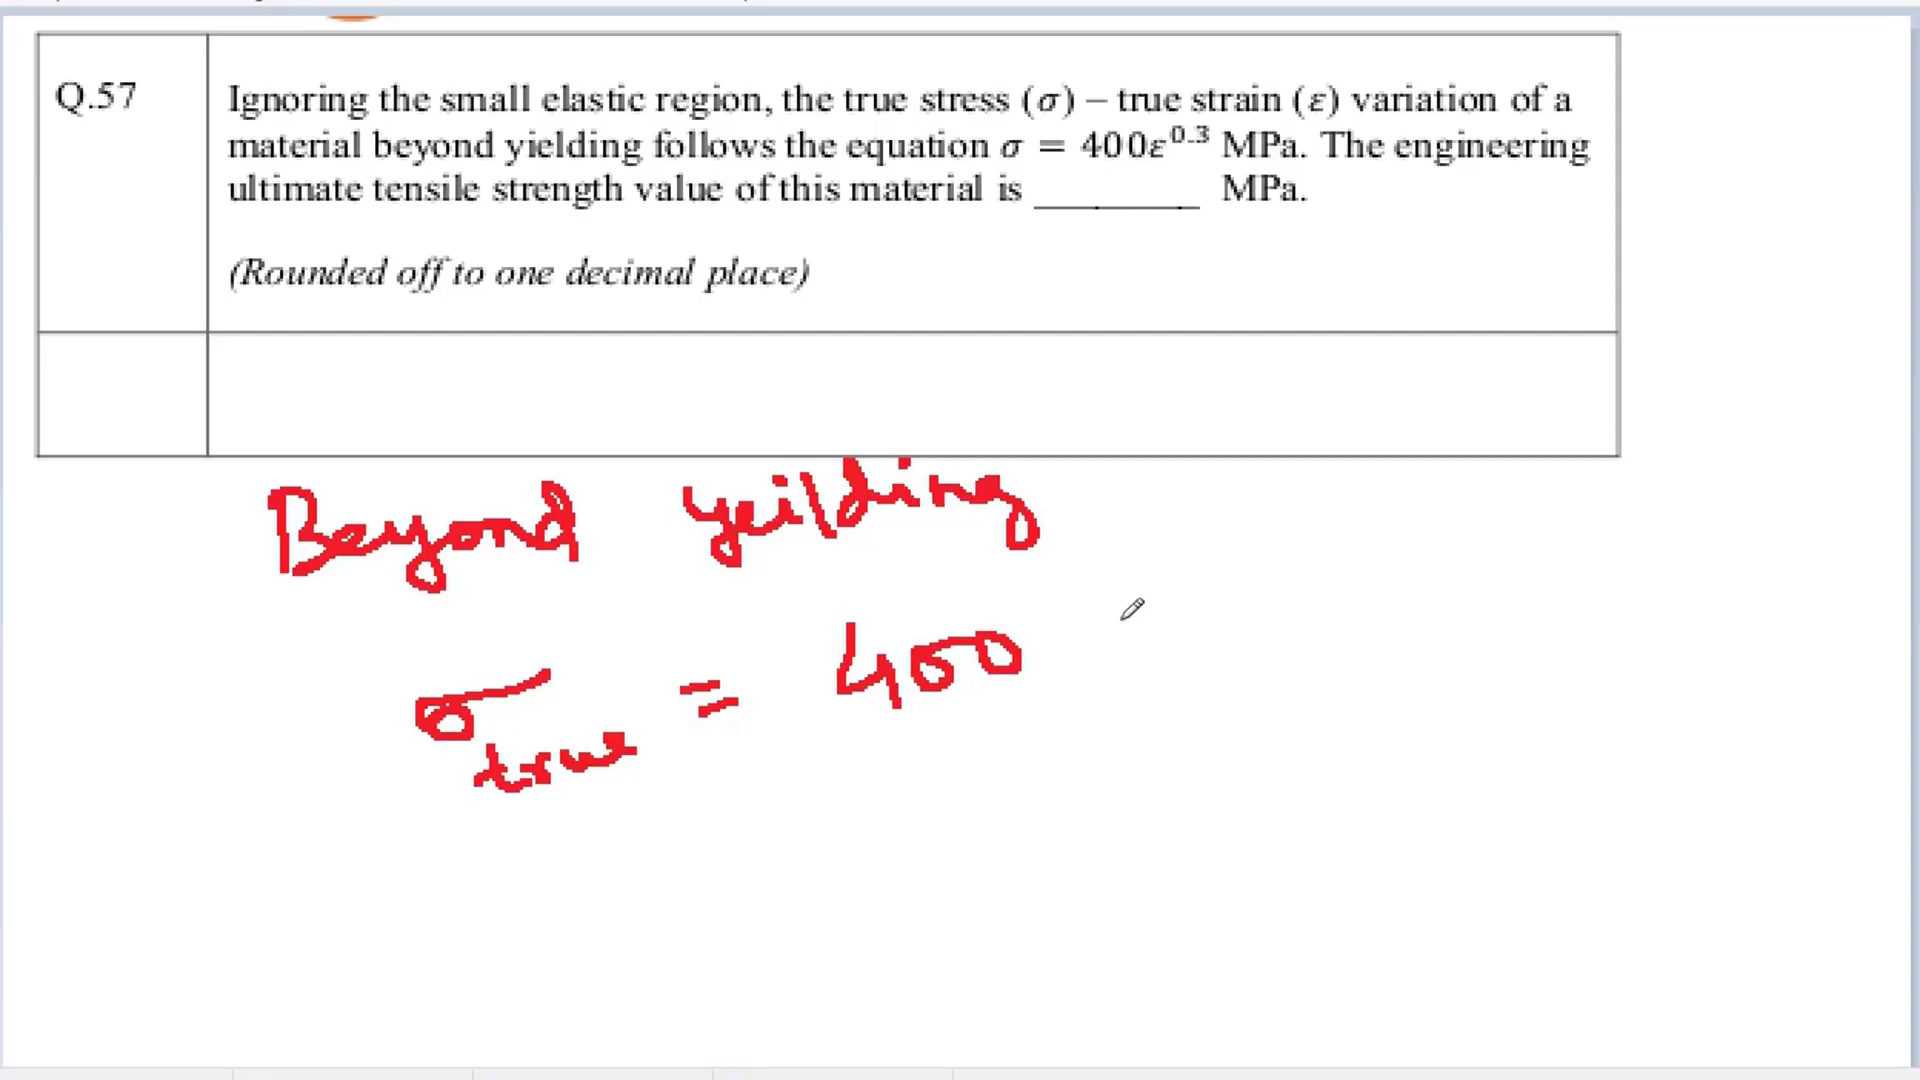 Q.57
Ignoring the small elastic region, the true stress (σ) – true strain (ε) variation of a
material beyond yielding follows the equation σ = 400ε^0.3 MPa. The engineering
ultimate tensile strength value of this material is ________ MPa.
(Rounded off to one decimal place)
Beyond yeilding
σ true = 400